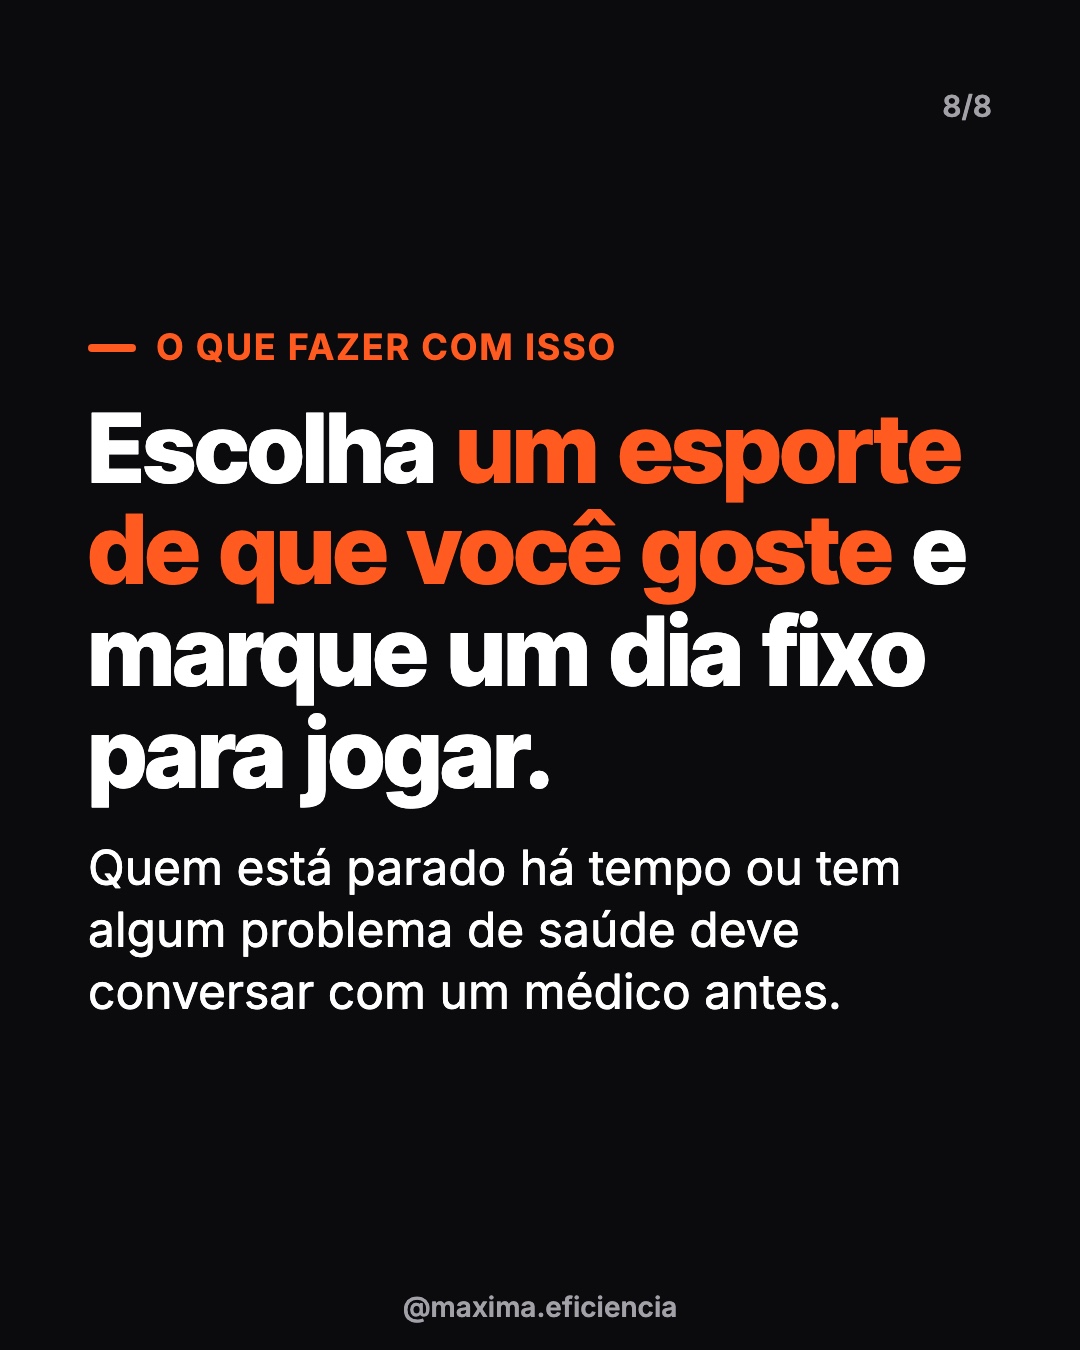 8/8
O QUE FAZER COM ISSO
Escolha um esporte
de que você goste e
marque um dia fixo
para jogar.
Quem está parado há tempo ou tem
algum problema de saúde deve
conversar com um médico antes.
@maxima.eficiencia